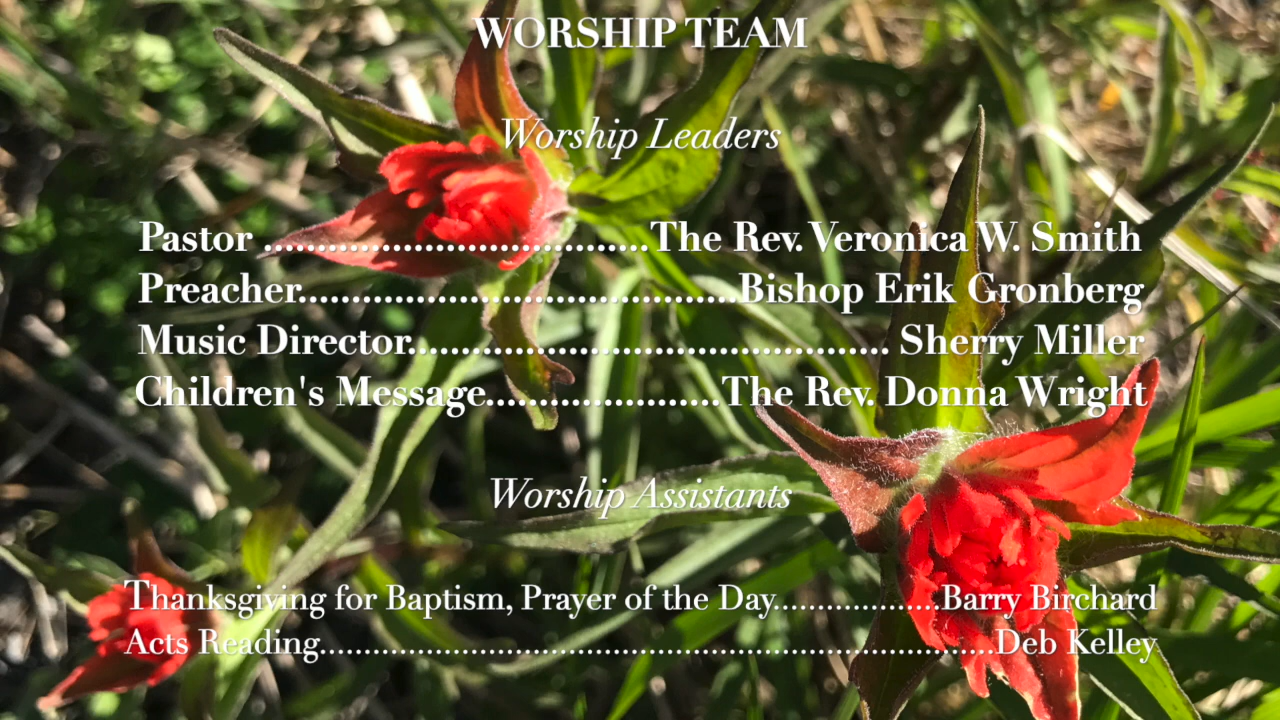 WORSHIP TEAM
Worship Leaders
Pastor ..............................The Rev. Veronica W. Smith
Preacher..................................Bishop Erik Gronberg
Music Director..................................... Sherry Miller
Children's Message...................The Rev. Donna Wright
Worship Assistants
Thanksgiving for Baptism, Prayer of the Day.................Barry Birchard
Acts Reading......................................................................Deb Kelley